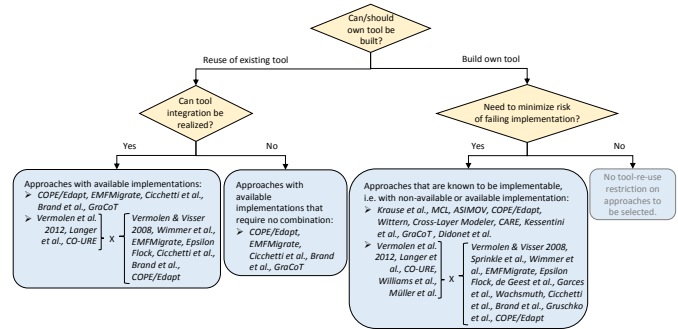 Can/should
own tool be
built?
Reuse of existing tool
Build own tool
Can tool
integration be
realized?
Need to minimize risk
of failing implementation?
Yes
No
Yes
No
Approaches with available implementations:
➢ COPE/Edapt, EMFMigrate, Cicchetti et al.,
Brand et al., GraCoT
➢ Vermolen et al.
2012, Langer
et al., CO-URE
X
Vermolen & Visser
2008, Wimmer et al.,
EMFMigrate, Epsilon
Flock, Cicchetti et al.,
Brand et al.,
COPE/Edapt
Approaches with
available
implementations that
require no combination:
➢ COPE/Edapt,
EMFMigrate,
Cicchetti et al., Brand
et al., GraCoT
Approaches that are known to be implementable,
i.e. with non-available or available implementation:
➢ Krause et al., MCL, ASIMOV, COPE/Edapt,
Wittern, Cross-Layer Modeler, CARE, Kessentini
et al., GraCoT , Didonet et al.
➢ Vermolen et al.
2012, Langer et
al., CO-URE,
Williams et al.,
Müller et al.
X
Vermolen & Visser 2008,
Sprinkle et al., Wimmer et
al., EMFMigrate, Epsilon
Flock, de Geest et al., Garces
et al., Wachsmuth, Cicchetti
et al., Brand et al., Gruschko
et al., COPE/Edapt
No tool-re-use
restriction on
approaches to
be selected.